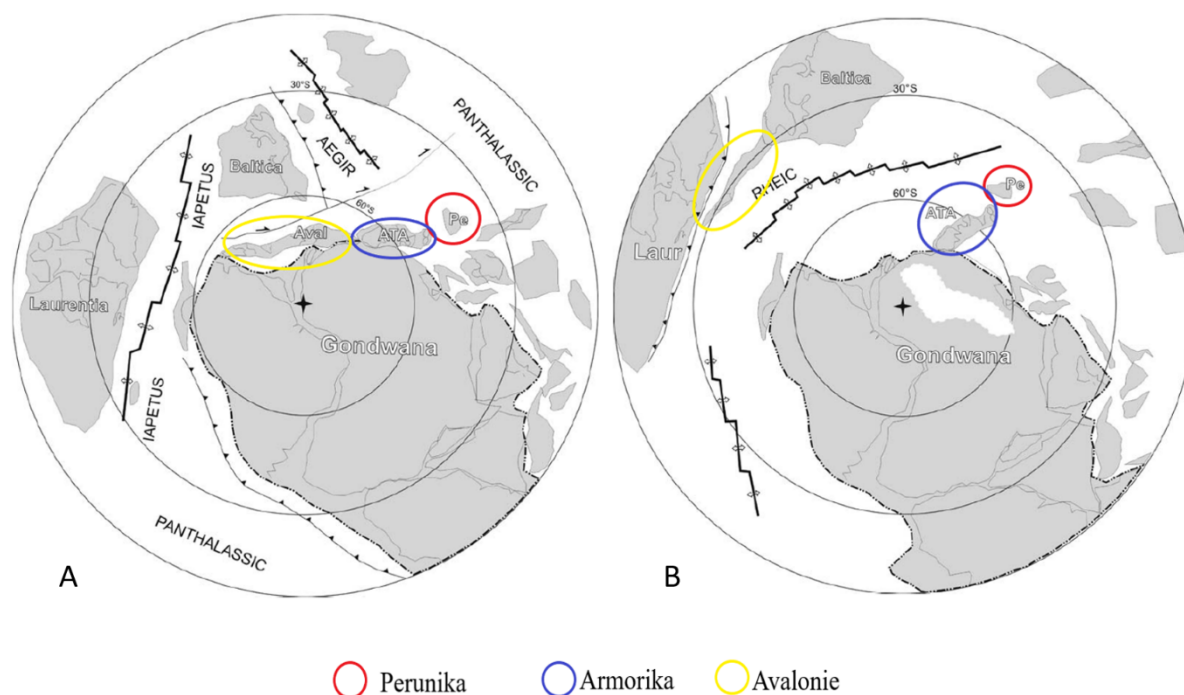 30°S
PANTHALASSIC
AEGIR
Baltica
IAPETUS
60°S
Pe
Aval
ATA
Laurentia
Gondwana
IAPETUS
PANTHALASSIC
A
Baltica
30°S
RHEIC
Pe
60°S
ATA
Laur
Gondwana
B
Perunika
Armorika
Avalonie